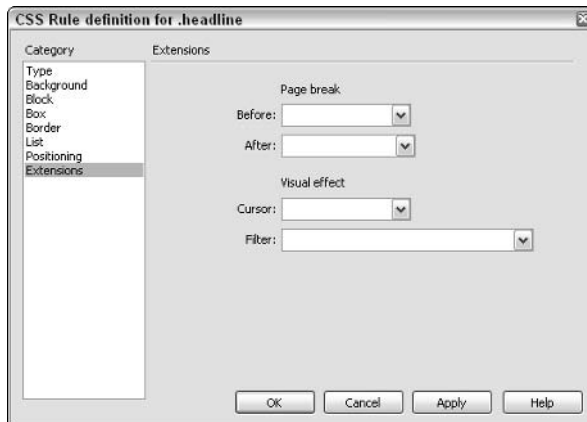 CSS Rule definition for .headline
Category
Extensions
Type
Background
Block
Box
Border
List
Positioning
Extensions
Page break
Before:
After:
Visual effect
Cursor:
Filter:
OK
Cancel
Apply
Help